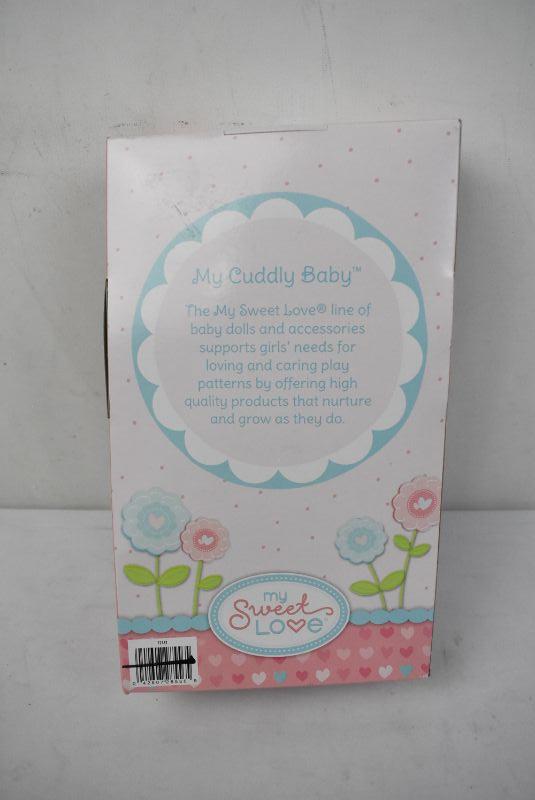 My Cuddly Baby™
The My Sweet Love® line of
baby dolls and accessories
supports girls' needs for
loving and caring play
patterns by offering high
quality products that nurture
and grow as they do.
my
Sweet
LOVE